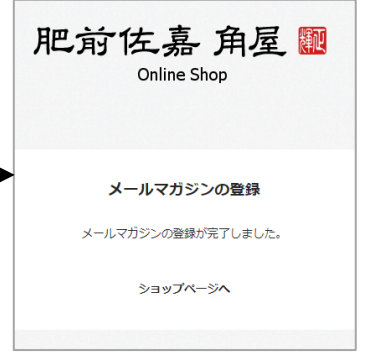 肥前佐嘉 角屋 輝正
Online Shop
メールマガジンの登録
メールマガジンの登録が完了しました。
ショップページへ